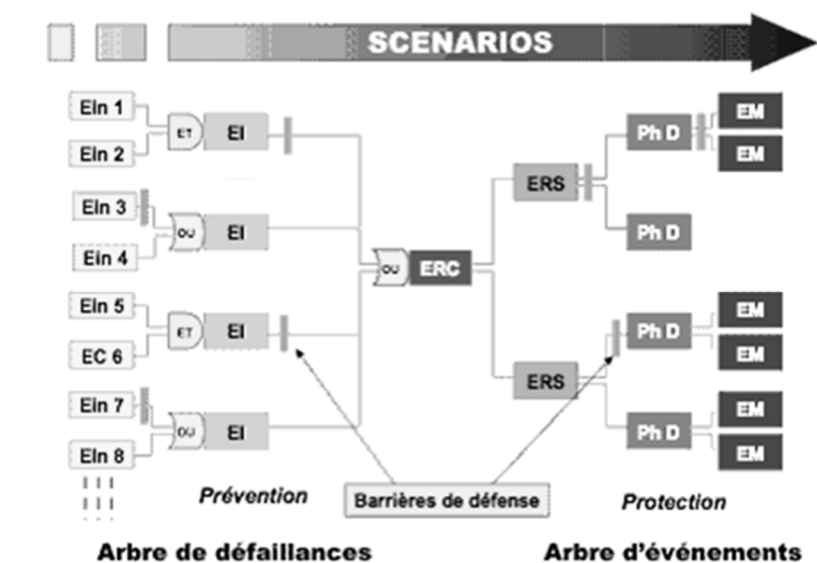 SCENARIOS
Ein 1
Ein 2
ET
EI
Ein 3
Ein 4
OU
EI
Ein 5
EC 6
ET
EI
Ein 7
Ein 8
OU
EI
OU
ERC
ERS
ERS
Ph D
EM
EM
Ph D
Ph D
EM
EM
Ph D
EM
EM
Prévention
Barrières de défense
Protection
Arbre de défaillances
Arbre d'événements